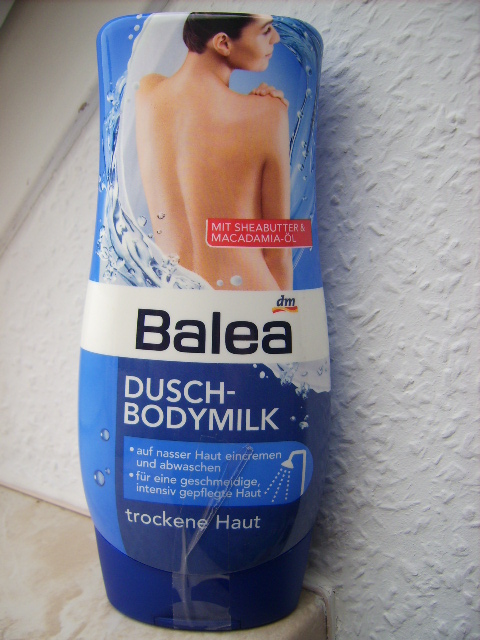 MIT SHEABUTTER &
MACADAMIA-ÖL
dm
Balea
DUSCH-
BODYMILK
• auf nasser Haut eincremen
und abwaschen
• für eine geschmeidige,
intensiv gepflegte Haut
trockene Haut